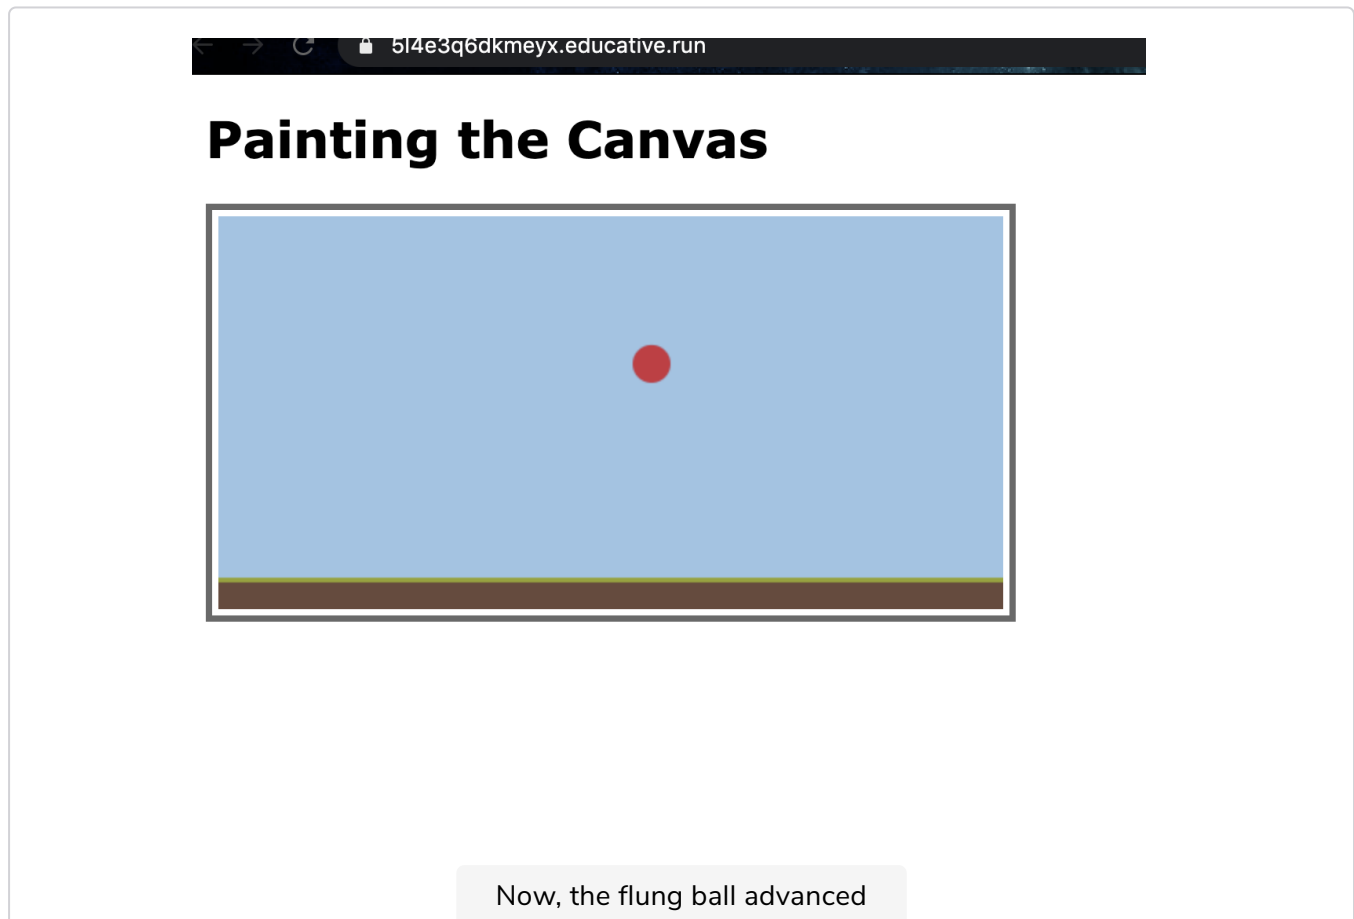 5l4e3q6dkmeyx.educative.run
Painting the Canvas
Now, the flung ball advanced